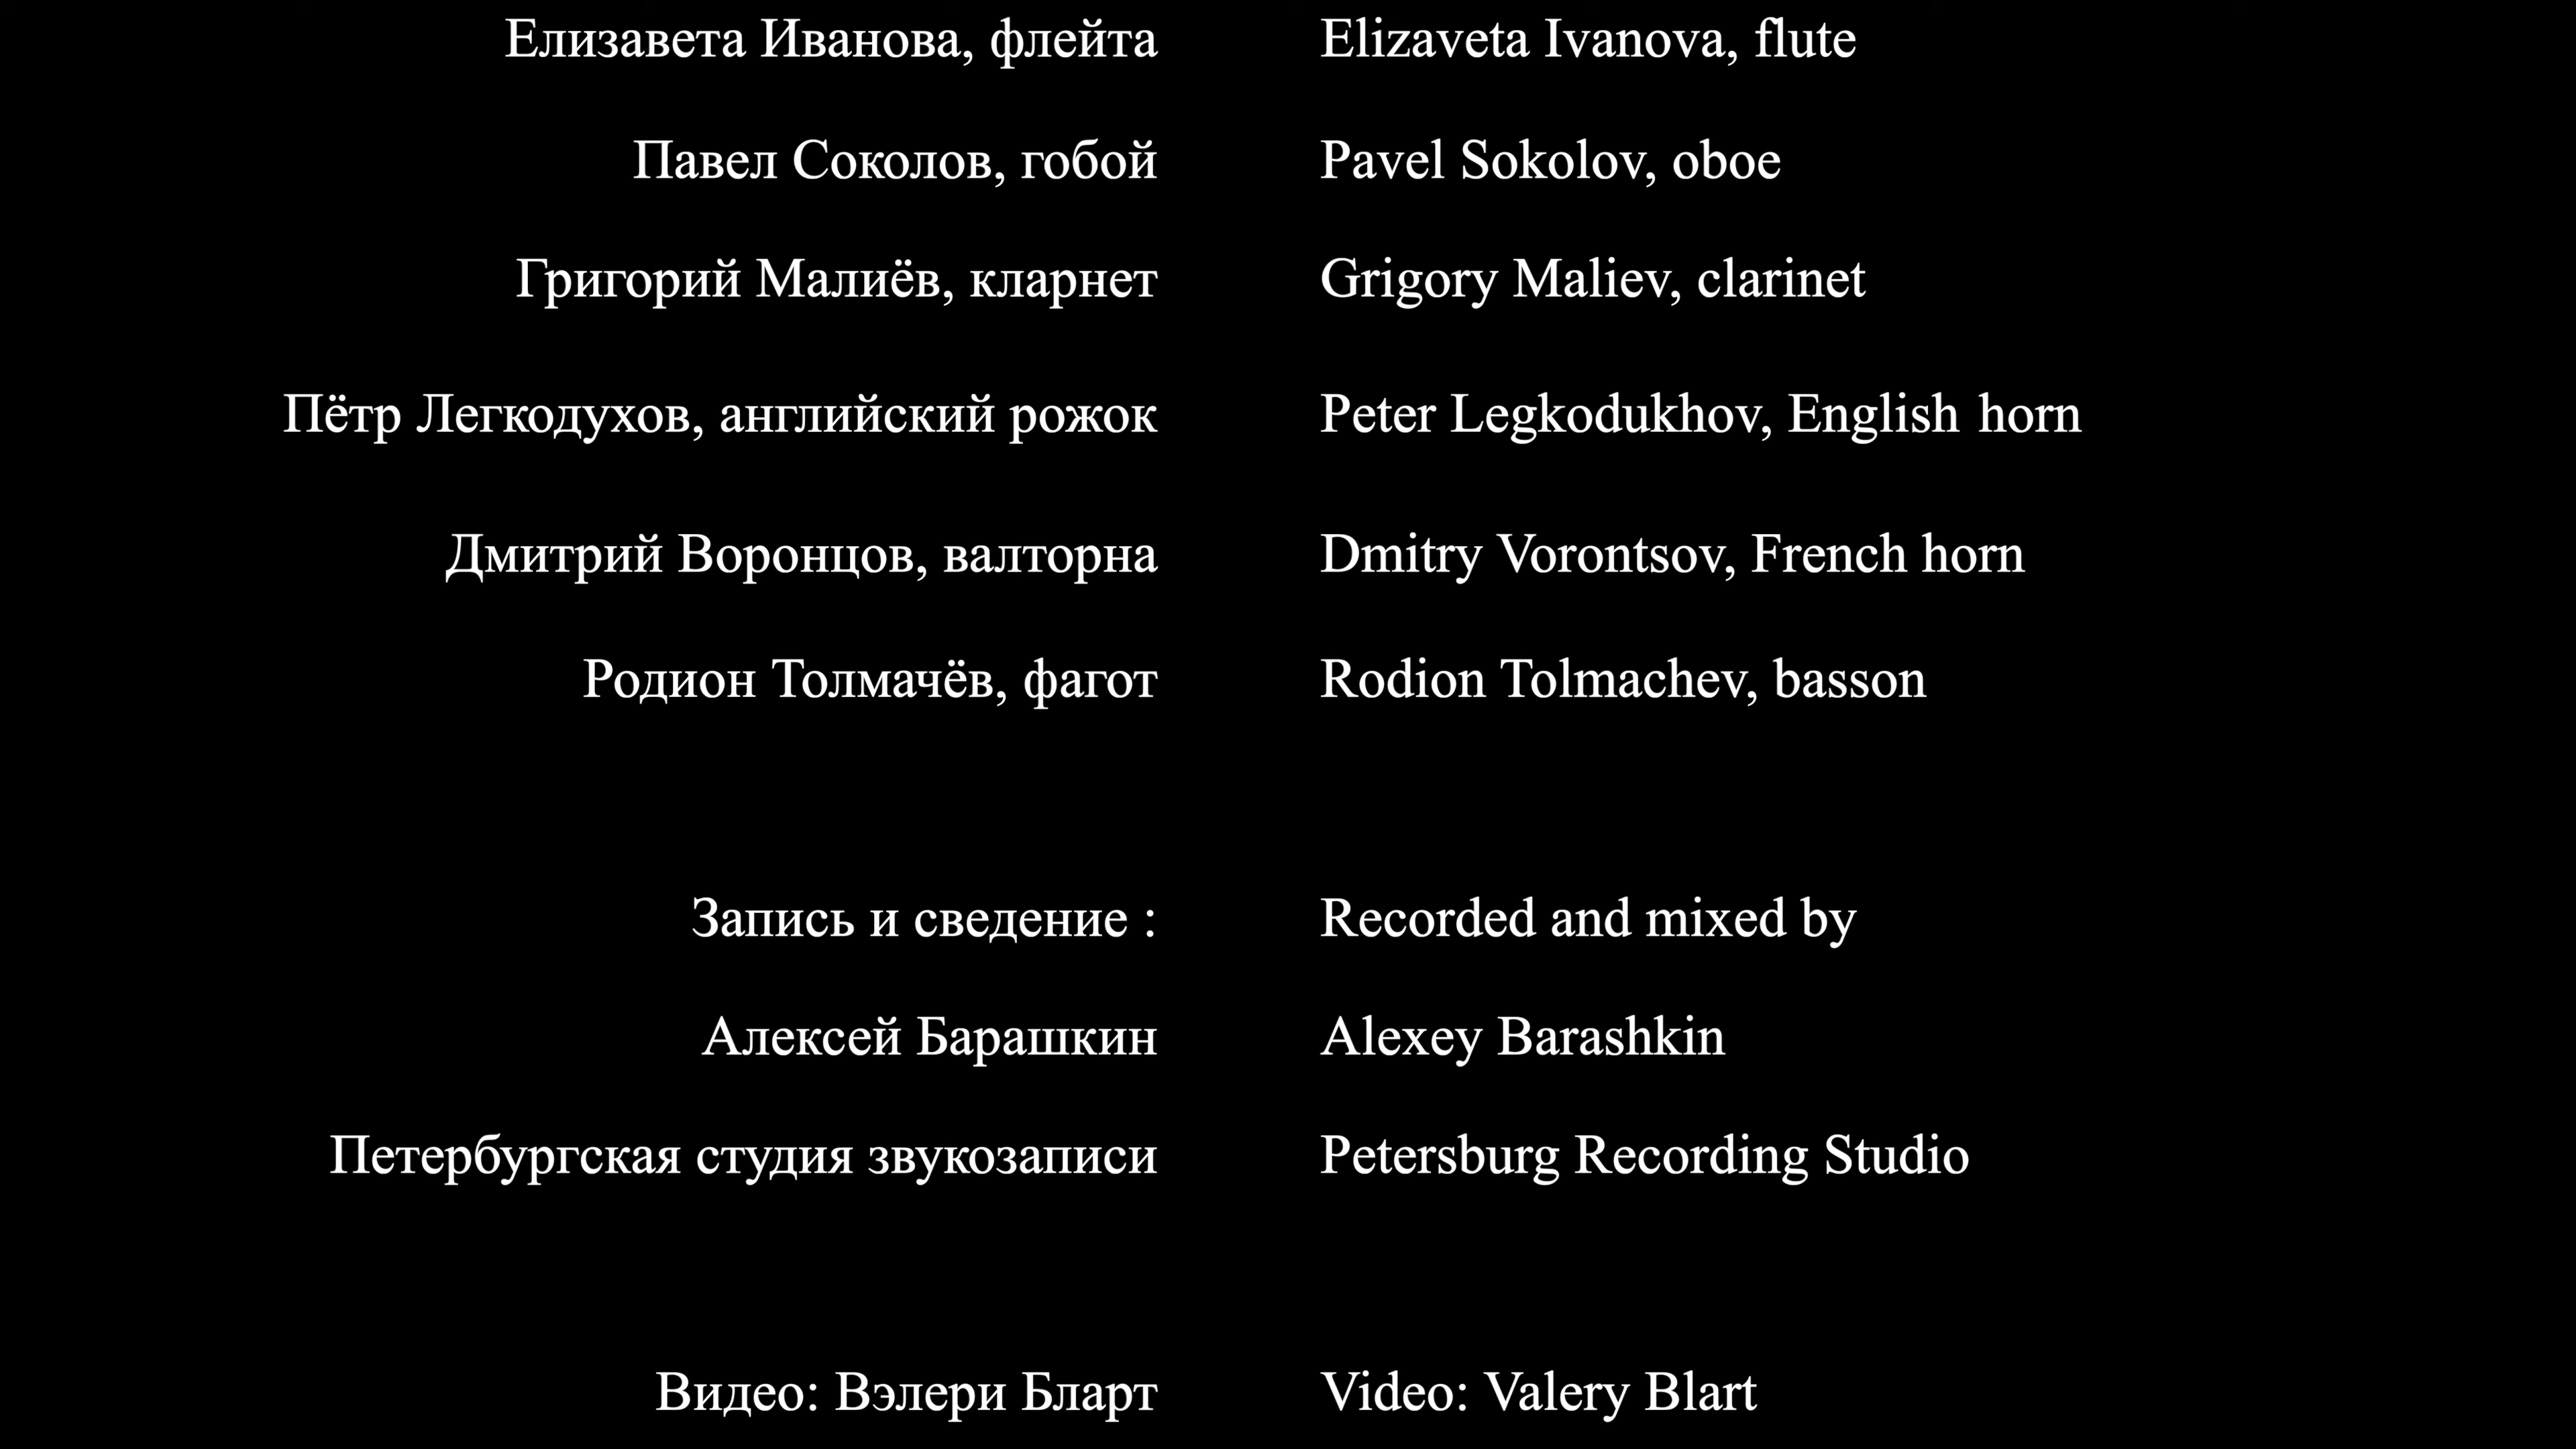 Елизавета Иванова, флейта Elizaveta Ivanova, flute
Павел Соколов, гобой Pavel Sokolov, oboe
Григорий Малиёв, кларнет Grigory Maliev, clarinet
Пётр Легкодухов, английский рожок Peter Legkodukhov, English horn
Дмитрий Воронцов, валторна Dmitry Vorontsov, French horn
Родион Толмачёв, фагот Rodion Tolmachev, basson
Запись и сведение : Recorded and mixed by
Алексей Барашкин Alexey Barashkin
Петербургская студия звукозаписи Petersburg Recording Studio
Видео: Вэлери Бларт Video: Valery Blart